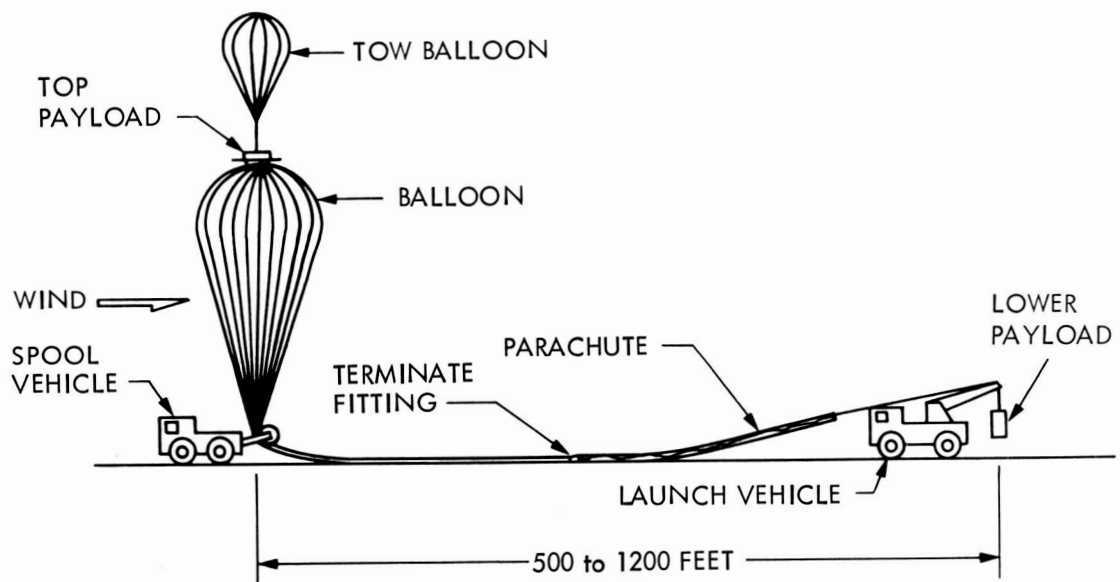 TOW BALLOON
TOP
PAYLOAD
BALLOON
WIND
LOWER
PAYLOAD
SPOOL
VEHICLE
PARACHUTE
TERMINATE
FITTING
LAUNCH VEHICLE
500 to 1200 FEET